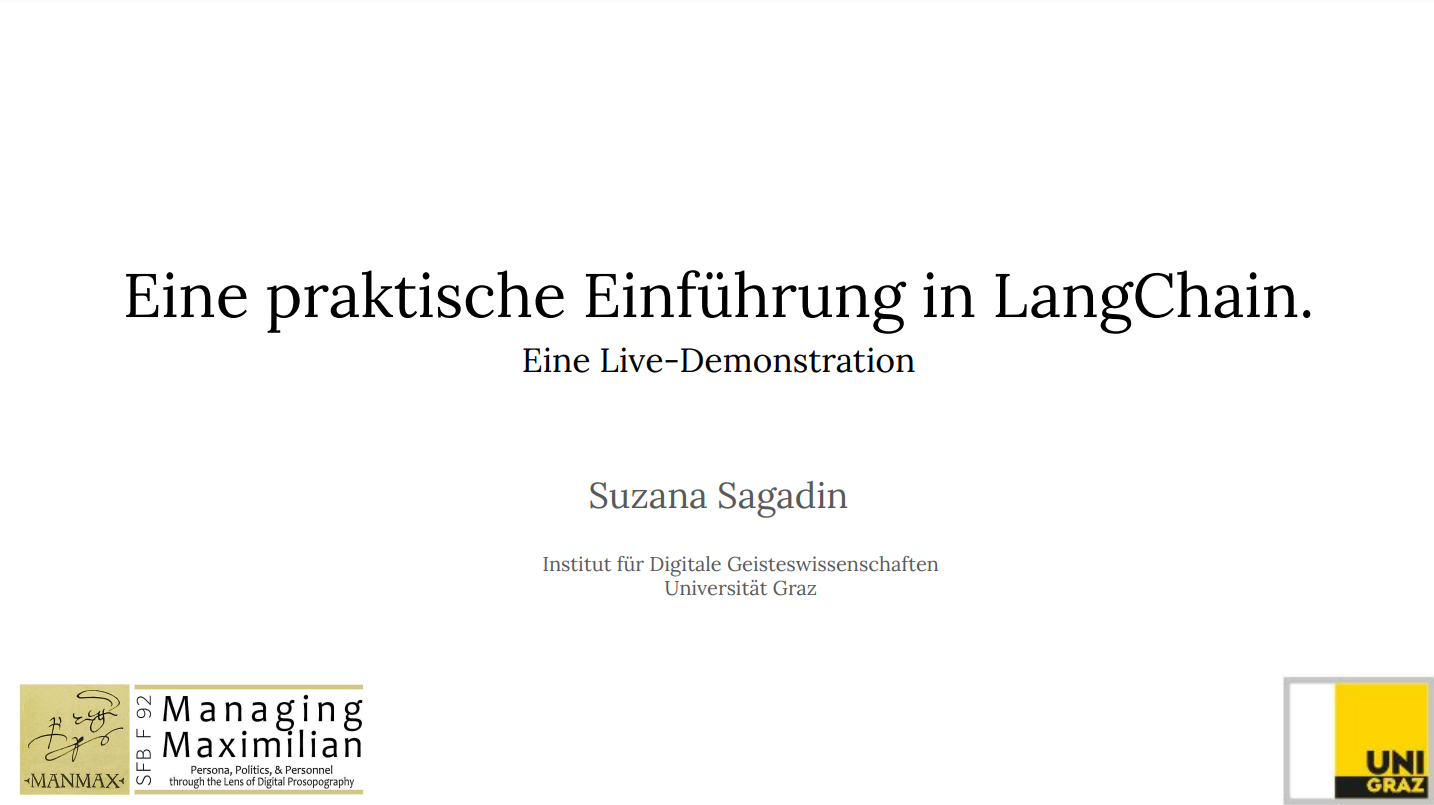 Eine praktische Einführung in LangChain.
Eine Live-Demonstration
Suzana Sagadin
Institut für Digitale Geisteswissenschaften
Universität Graz
MANMAX
SFB F 92
Managing
Maximilian
Persona, Politics, & Personnel
through the Lens of Digital Prosopography
UNI
GRAZ